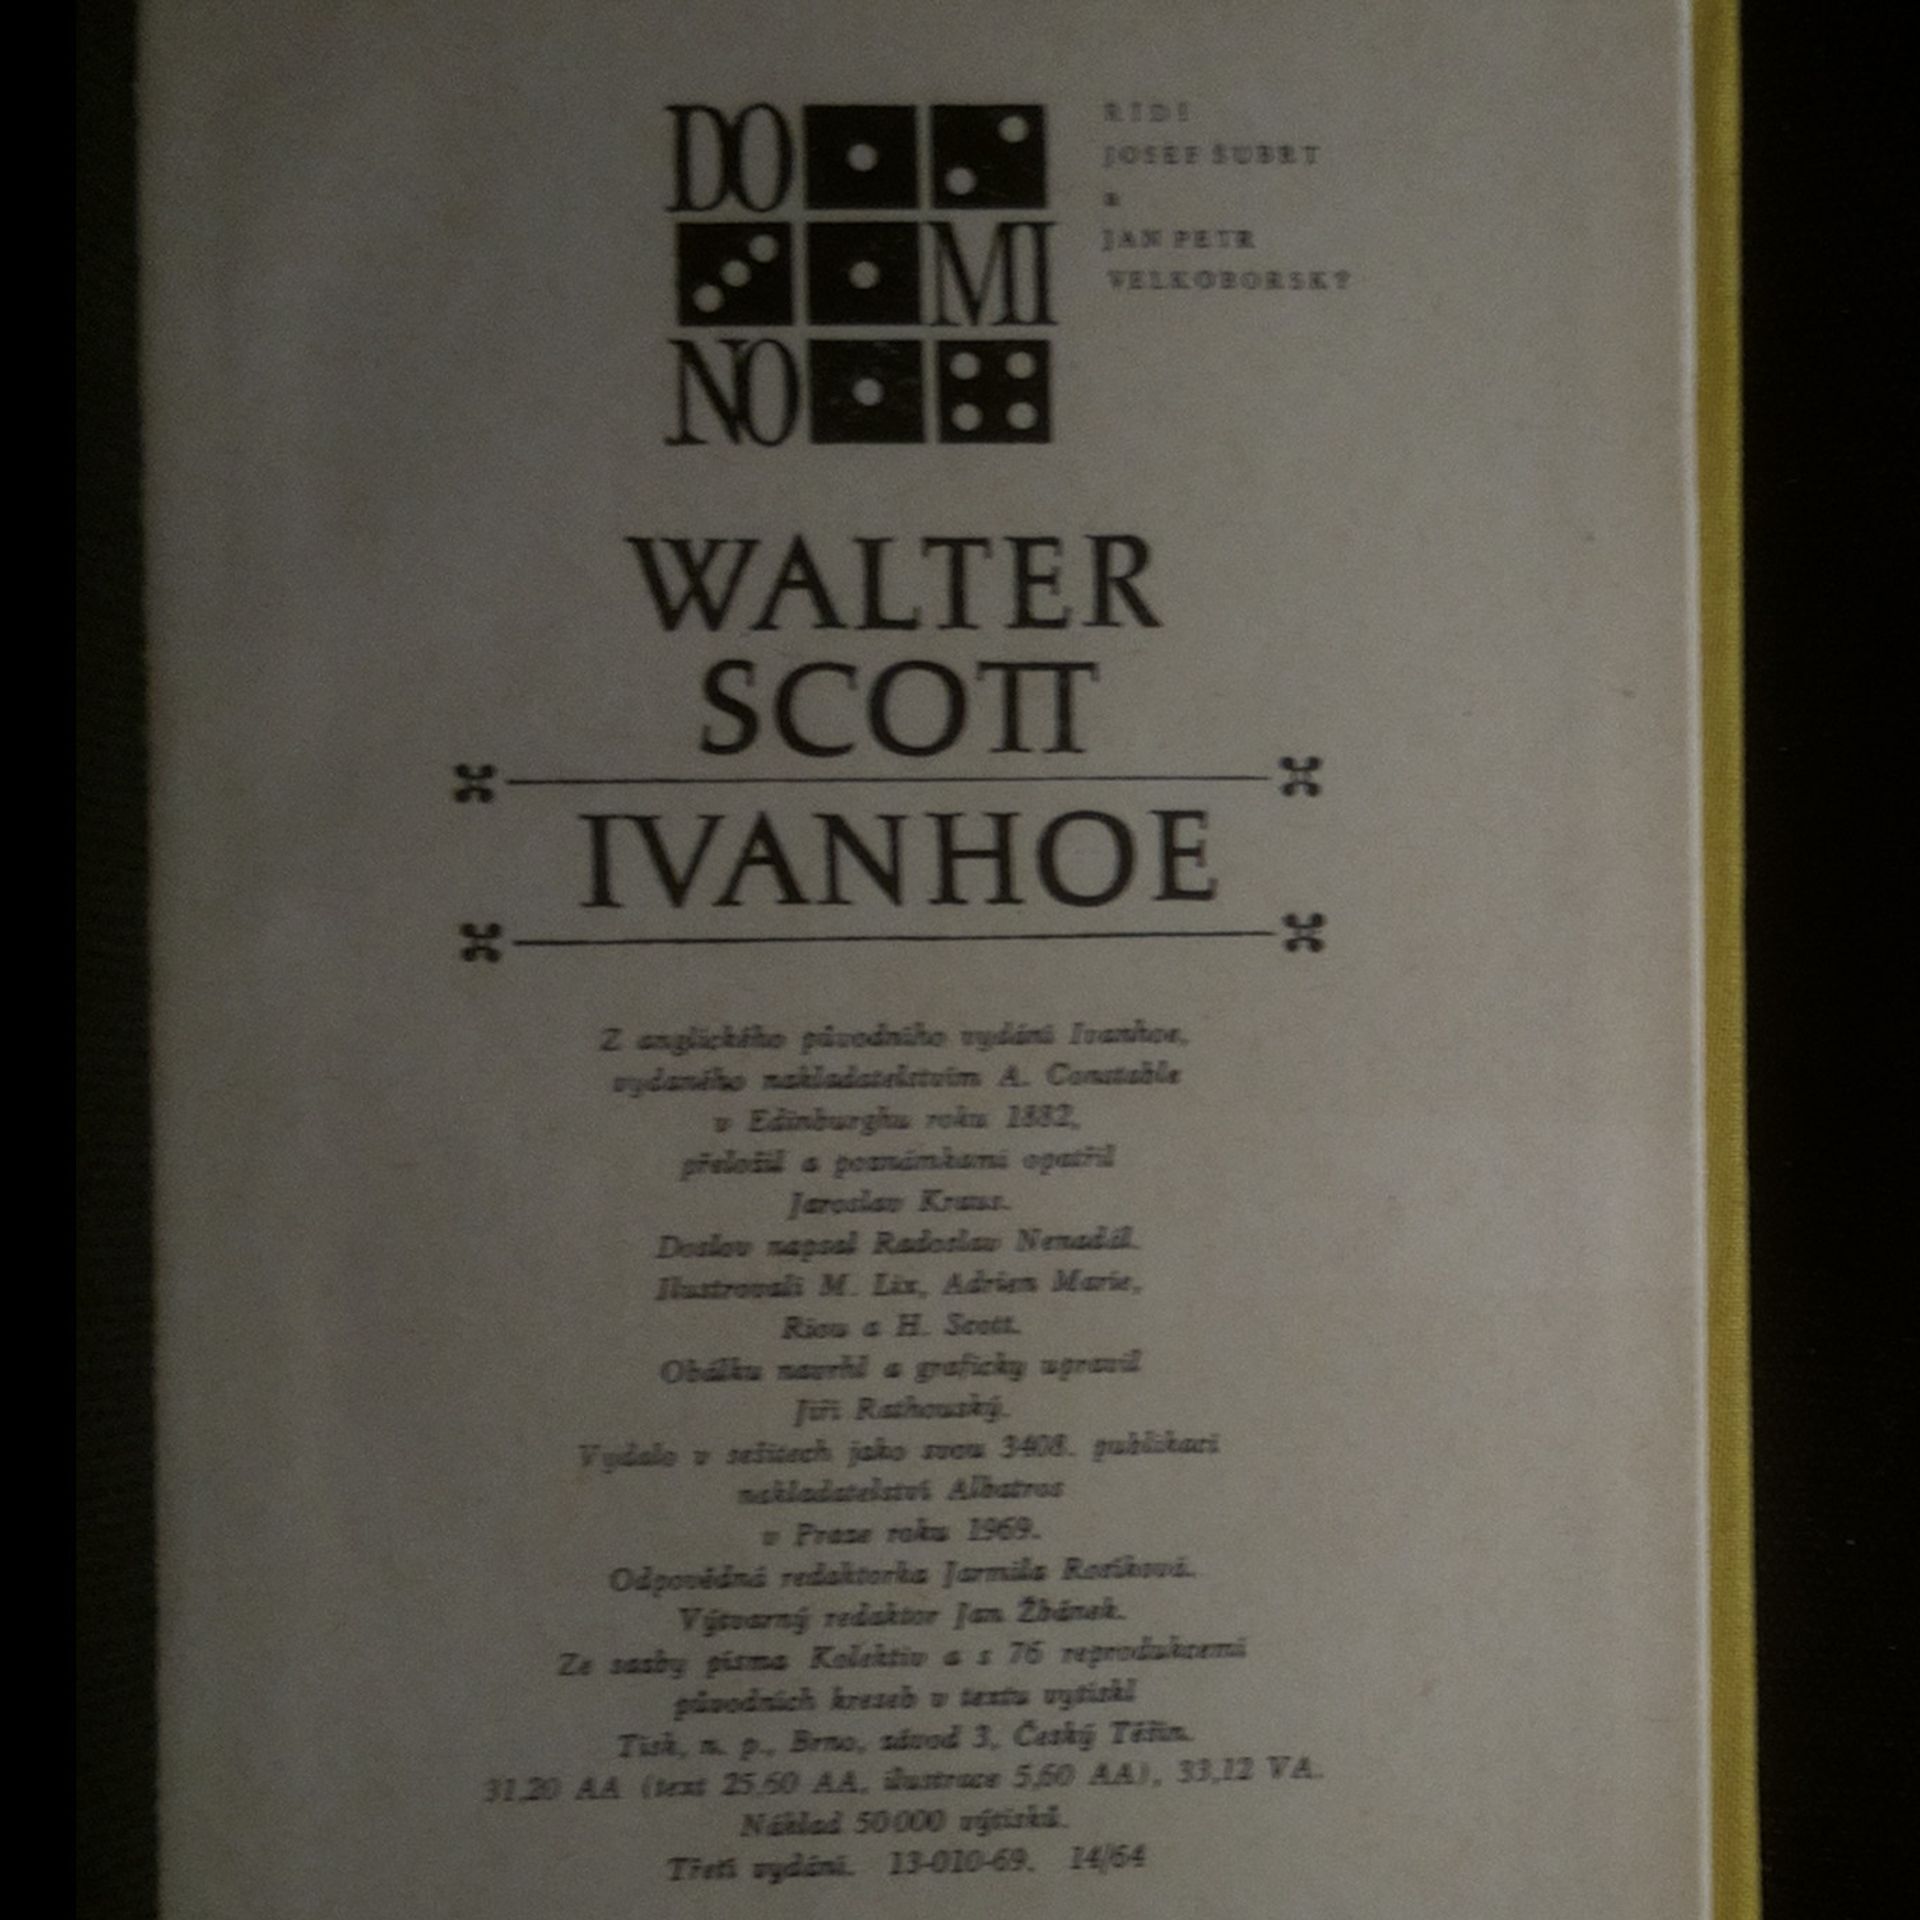 DO
MI
NO
ŘÍDÍ
JOSEF ŠUBRT
a
JAN PETR
VELKOBORSKÝ
WALTER
SCOTT
IVANHOE
Z anglického původního vydání Ivanhoe,
vydaného nakladatelstvím A. Constable
v Edinburghu roku 1882,
přeložil a poznámkami opatřil
Jaroslav Kraus.
Doslov napsal Radoslav Nenadál.
Ilustrovali M. Lix, Adrien Marie,
Riou a H. Scott.
Obálku navrhl a graficky upravil
Jiří Rathouský.
Vydalo v sešitech jako svou 3408. publikaci
nakladatelství Albatros
v Praze roku 1969.
Odpovědná redaktorka Jarmila Rosíková.
Výtvarný redaktor Jan Žbánek.
Ze sazby písma Kolektiv a s 76 reprodukcemi
původních kreseb v textu vytiskl
Tisk, n. p., Brno, závod 3, Český Těšín.
31,20 AA (text 25,60 AA, ilustrace 5,60 AA), 33,12 VA.
Náklad 50 000 výtisků.
Třetí vydání. 13-010-69. 14/64